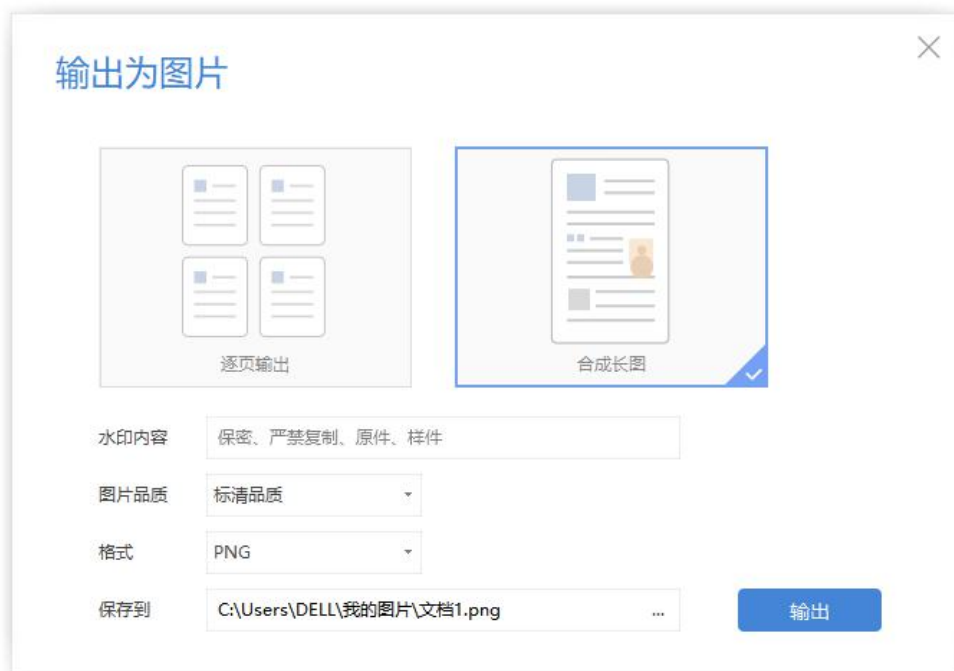 输出为图片
逐页输出
合成长图
水印内容 保密、严禁复制、原件、样件
图片品质 标清品质
格式 PNG
保存到 C:\Users\DELL\我的图片\文档1.png ... 输出